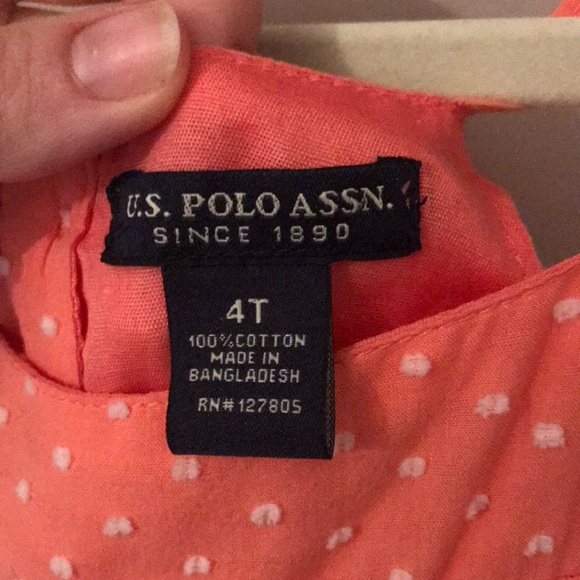 U.S. POLO ASSN.
SINCE 1890
4T
100% COTTON
MADE IN
BANGLADESH
RN# 127805